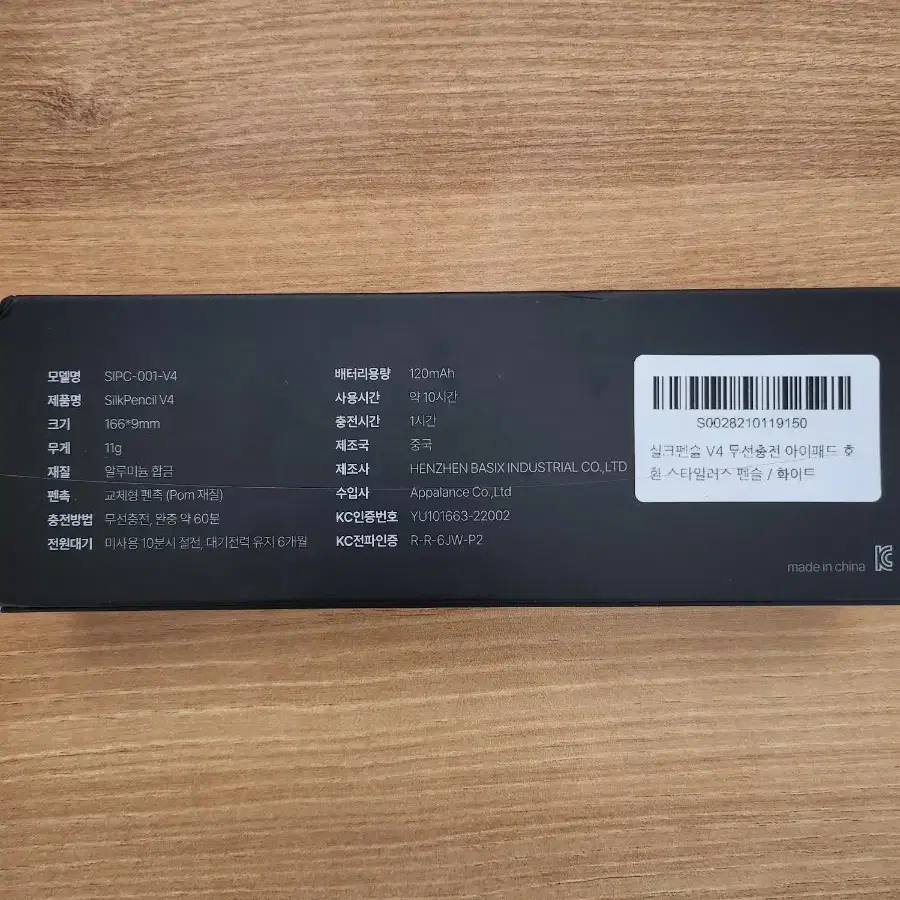 모델명 SIPC-001-V4
제품명 SilkPencil V4
크기 166*9mm
무게 11g
재질 알루미늄 합금
펜촉 교체형 펜촉 (Pom 재질)
충전방법 무선충전, 완충 약 60분
전원대기 미사용 10분시 절전, 대기전력 유지 6개월
배터리용량 120mAh
사용시간 약 10시간
충전시간 1시간
제조국 중국
제조사 HENZHEN BASIX INDUSTRIAL CO.,LTD
수입사 Appalance Co.,Ltd
KC인증번호 YU101663-22002
KC전파인증 R-R-6JW-P2
S0028210119150
실크펜슬 V4 무선충전 아이패드 호
환 스타일러스 펜슬 / 화이트
made in china KC